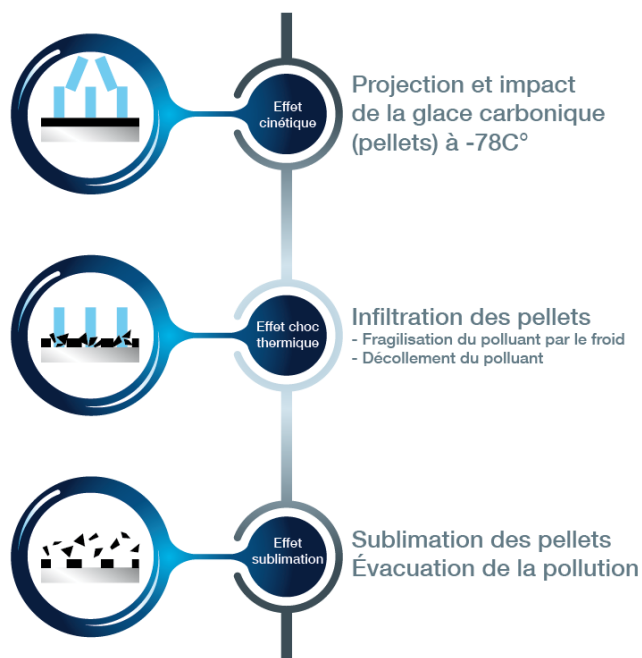 Effet
cinétique
Projection et impact
de la glace carbonique
(pellets) à -78C°
Effet choc
thermique
Infiltration des pellets
- Fragilisation du polluant par le froid
- Décollement du polluant
Effet
sublimation
Sublimation des pellets
Évacuation de la pollution